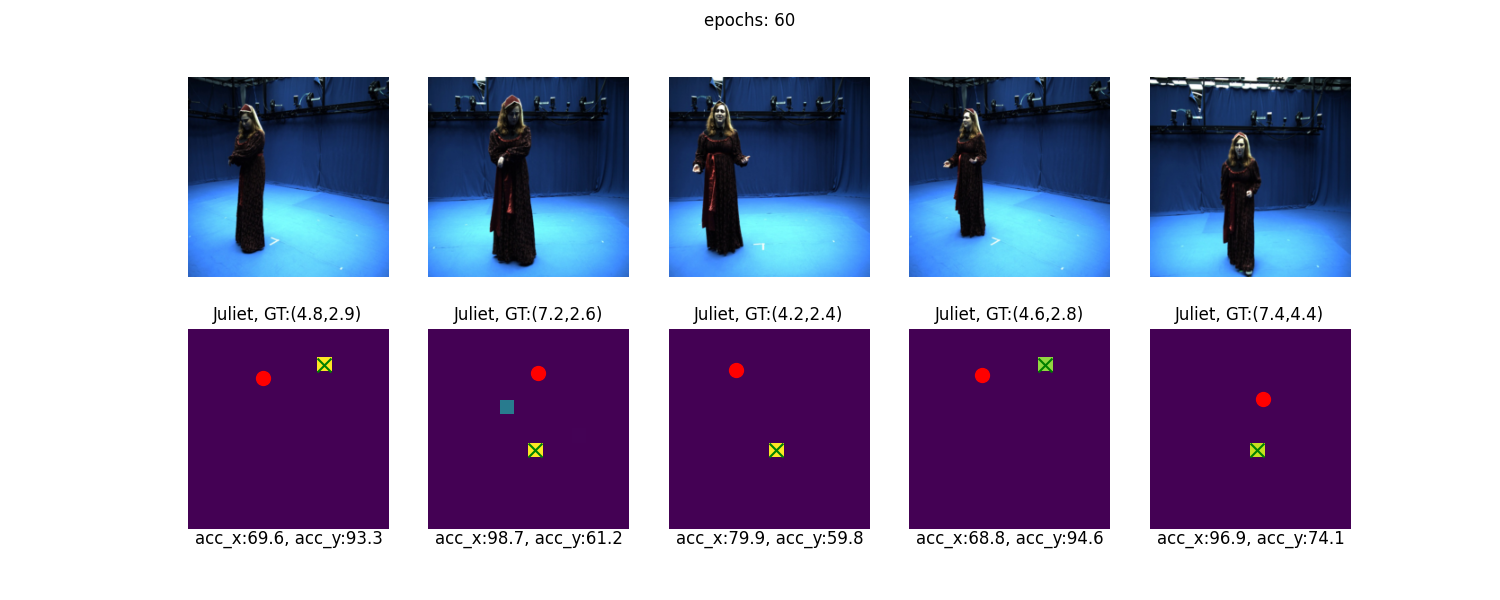 epochs: 60
Juliet, GT:(4.8,2.9)
Juliet, GT:(7.2,2.6)
Juliet, GT:(4.2,2.4)
Juliet, GT:(4.6,2.8)
Juliet, GT:(7.4,4.4)
acc_x:69.6, acc_y:93.3
acc_x:98.7, acc_y:61.2
acc_x:79.9, acc_y:59.8
acc_x:68.8, acc_y:94.6
acc_x:96.9, acc_y:74.1